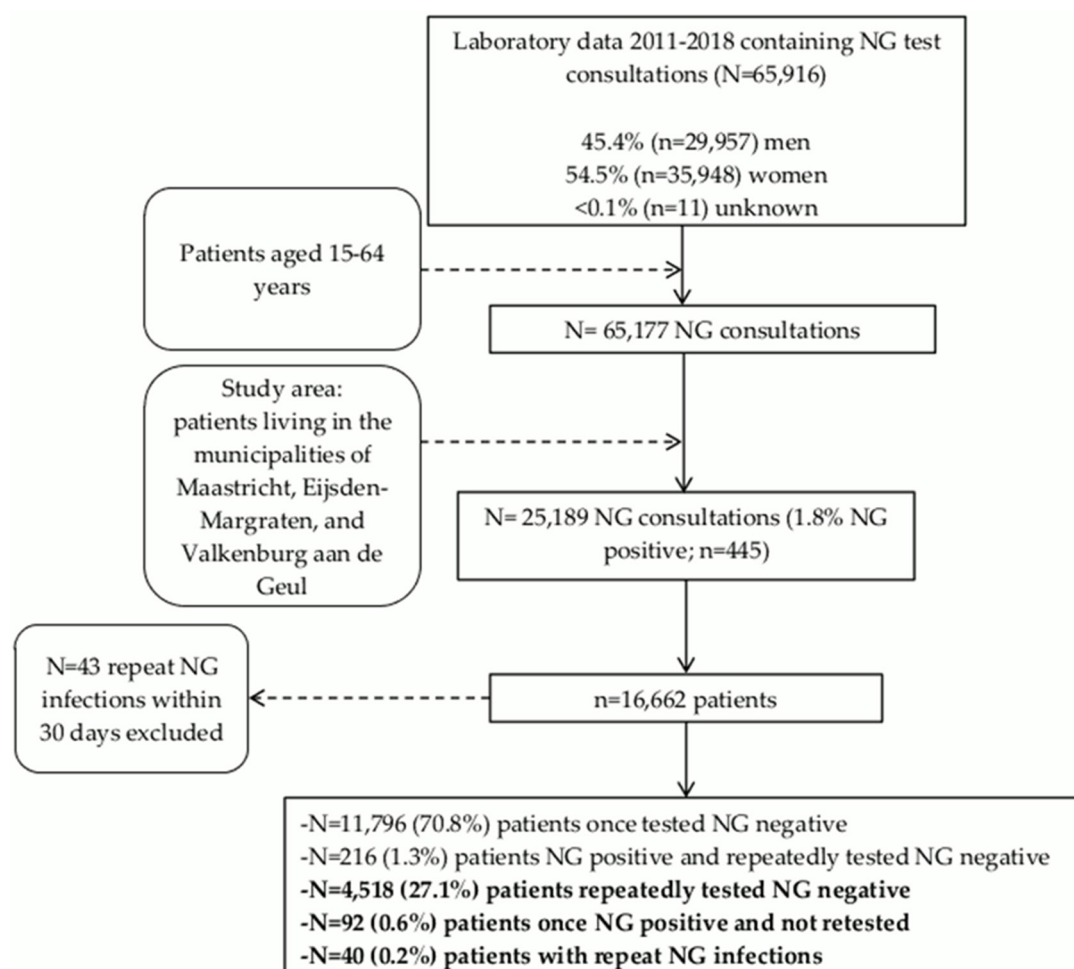 Laboratory data 2011-2018 containing NG test
consultations (N=65,916)
45.4% (n=29,957) men
54.5% (n=35,948) women
<0.1% (n=11) unknown
Patients aged 15-64
years
N= 65,177 NG consultations
Study area:
patients living in the
municipalities of
Maastricht, Eijsden-
Margraten, and
Valkenburg aan de
Geul
N= 25,189 NG consultations (1.8% NG
positive; n=445)
N=43 repeat NG
infections within
30 days excluded
n=16,662 patients
-N=11,796 (70.8%) patients once tested NG negative
-N=216 (1.3%) patients NG positive and repeatedly tested NG negative
-N=4,518 (27.1%) patients repeatedly tested NG negative
-N=92 (0.6%) patients once NG positive and not retested
-N=40 (0.2%) patients with repeat NG infections